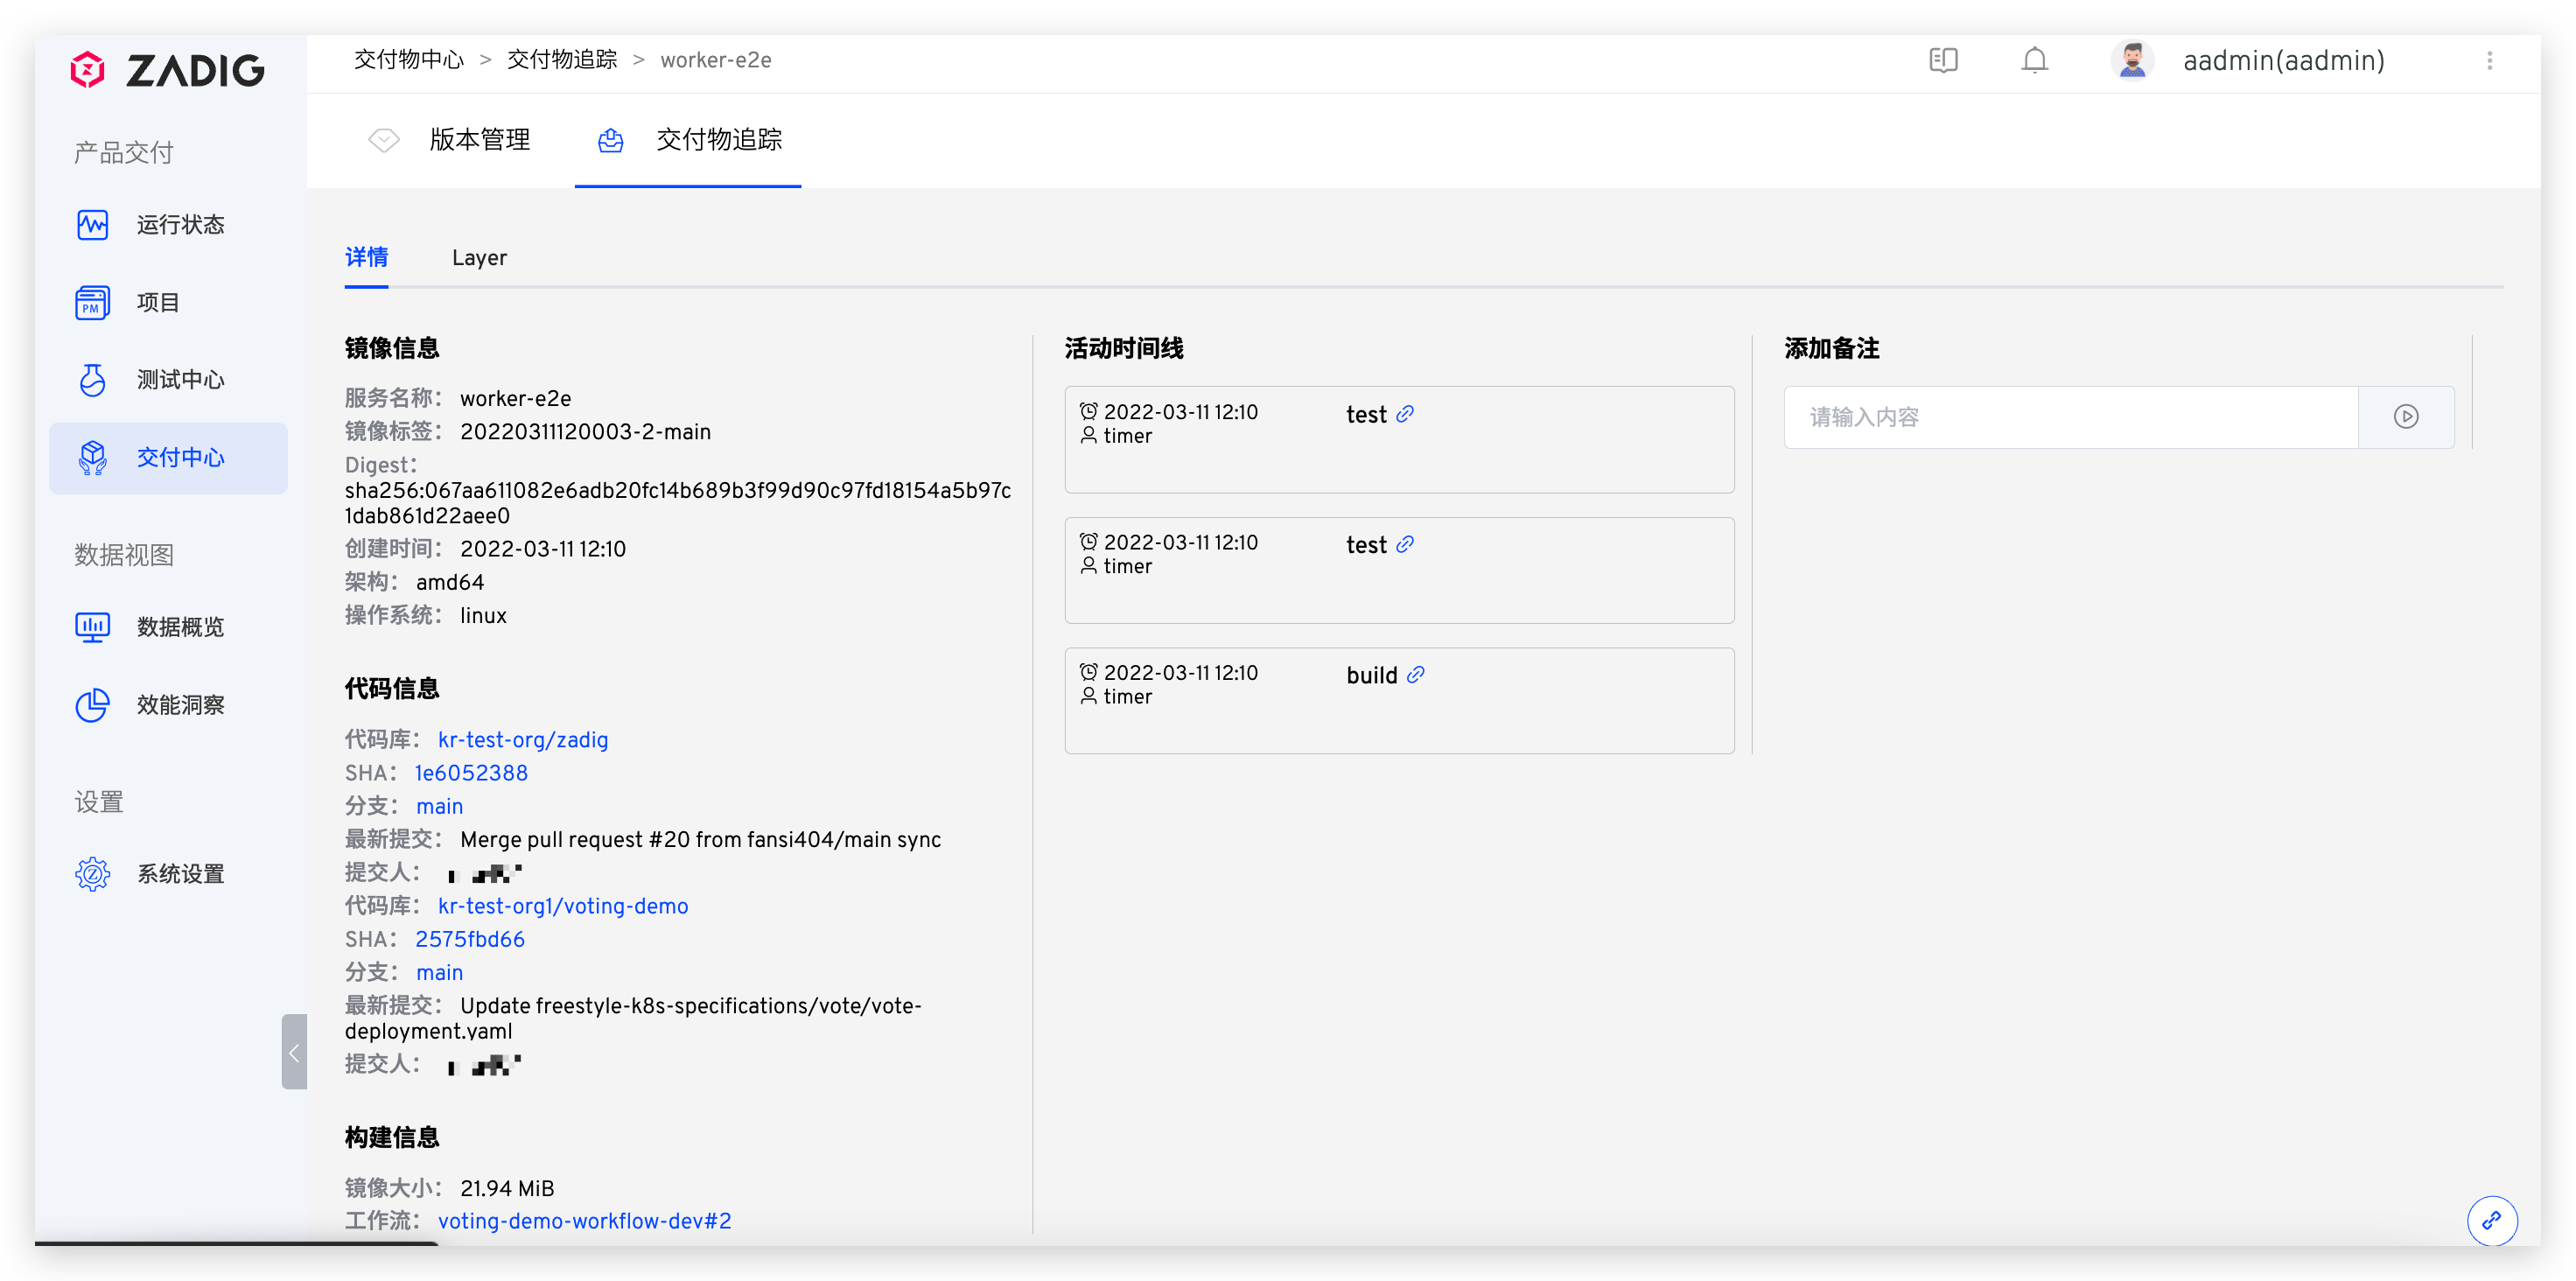 ZADIG
交付物中心 > 交付物追踪 > worker-e2e
aadmin(aadmin)
产品交付
运行状态
PM 项目
测试中心
交付中心
数据视图
数据概览
效能洞察
设置
系统设置
版本管理
交付物追踪
详情
Layer
镜像信息
服务名称： worker-e2e
镜像标签： 20220311120003-2-main
Digest：
sha256:067aa611082e6adb20fc14b689b3f99d90c97fd18154a5b97c
1dab861d22aee0
创建时间： 2022-03-11 12:10
架构： amd64
操作系统： linux
代码信息
代码库： kr-test-org/zadig
SHA： 1e6052388
分支： main
最新提交： Merge pull request #20 from fansi404/main sync
提交人：
代码库： kr-test-org1/voting-demo
SHA： 2575fbd66
分支： main
最新提交： Update freestyle-k8s-specifications/vote/vote-
deployment.yaml
提交人：
构建信息
镜像大小： 21.94 MiB
工作流： voting-demo-workflow-dev#2
活动时间线
2022-03-11 12:10 test
timer
2022-03-11 12:10 test
timer
2022-03-11 12:10 build
timer
添加备注
请输入内容